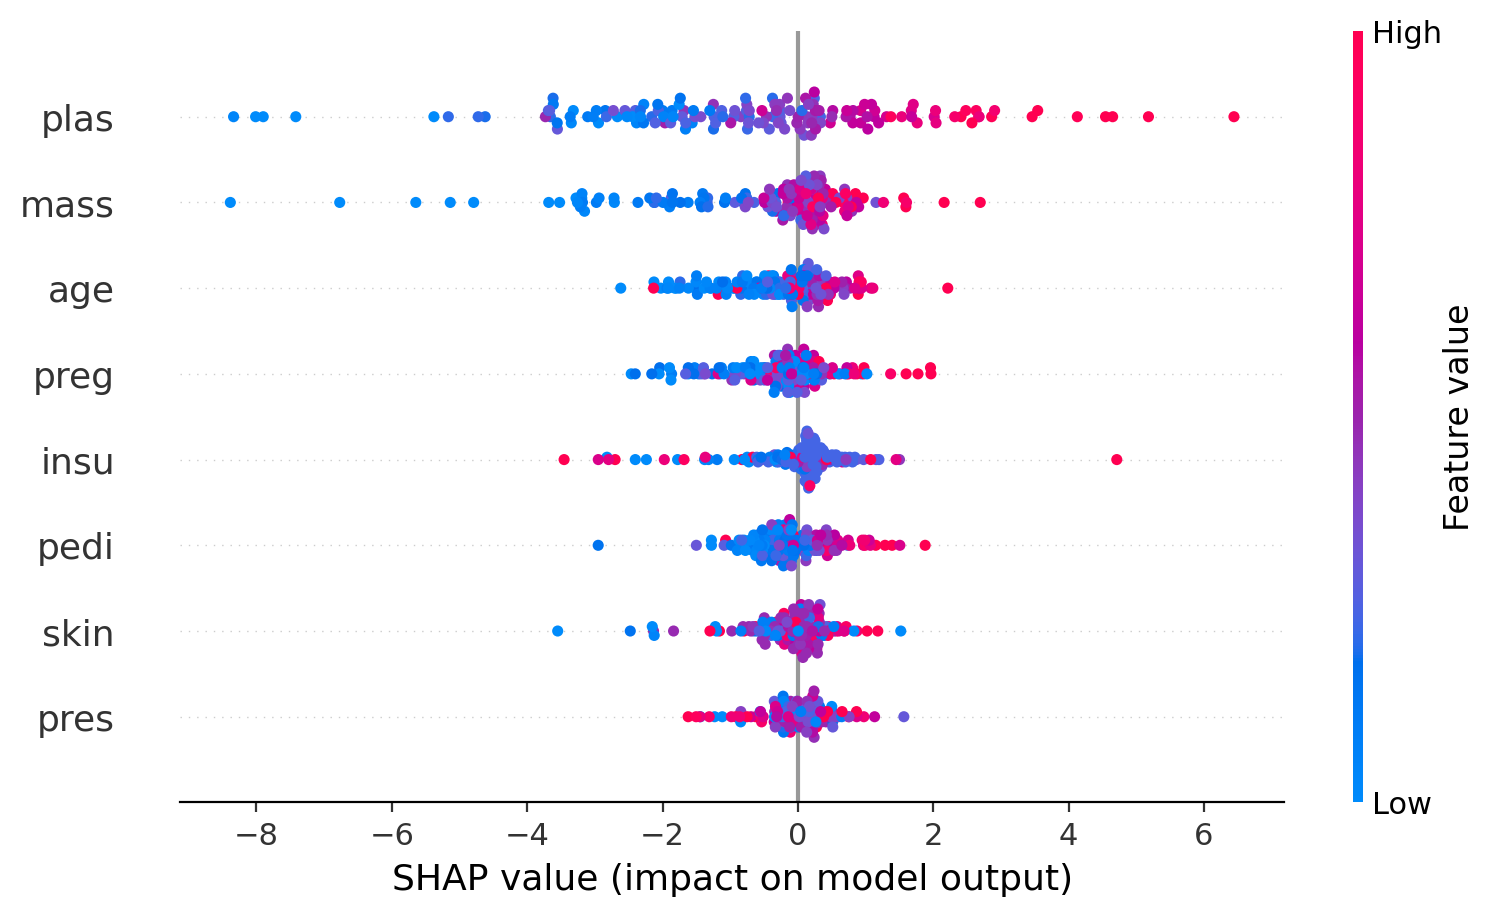 High
plas
mass
age
preg
insu
pedi
skin
pres
Feature value
Low
−8 −6 −4 −2 0 2 4 6
SHAP value (impact on model output)